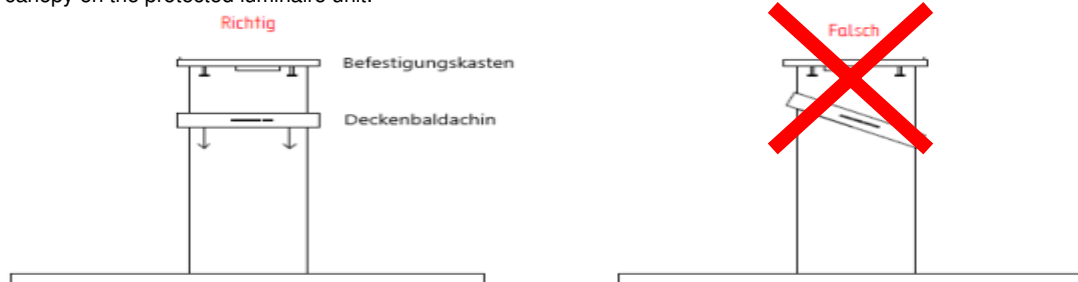 canopy on the protected luminaire unit.
Richtig
Falsch
Befestigungskasten
Deckenbaldachin